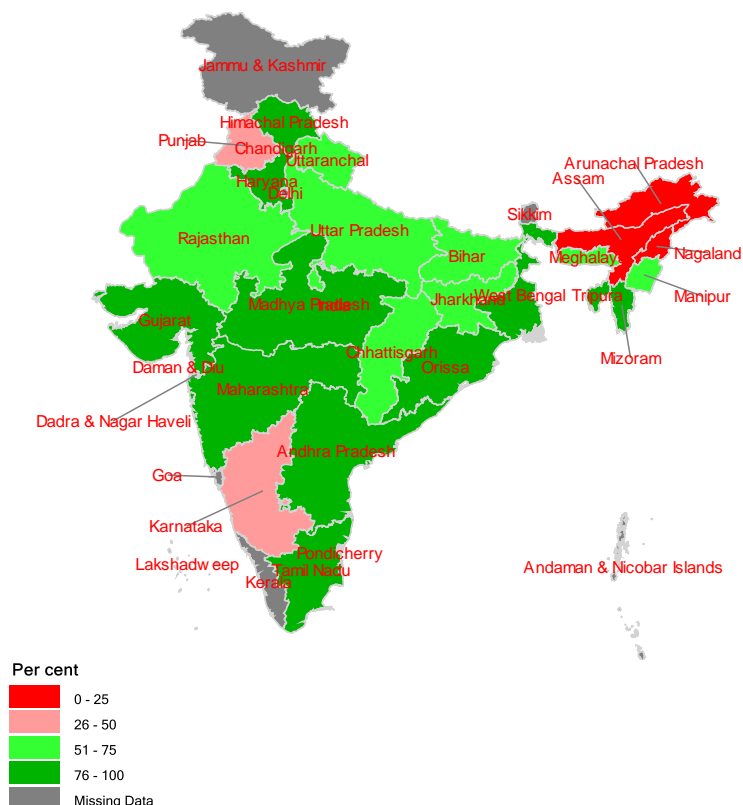 Jammu & Kashmir
Himachal Pradesh
Punjab
Chandigarh
Uttaranchal
Arunachal Pradesh
Assam
Haryana
Delhi
Sikkim
Rajasthan
Uttar Pradesh
Nagaland
Bihar
Meghalay
Manipur
Jharkhand
West Bengal
Tripura
Madhya Pradesh
India
Gujarat
Chhattisgarh
Mizoram
Orissa
Daman & Diu
Maharashtra
Dadra & Nagar Haveli
Andhra Pradesh
Goa
Karnataka
Pondicherry
Lakshadweep
Tamil Nadu
Andaman & Nicobar Islands
Kerala
Per cent
0 - 25
26 - 50
51 - 75
76 - 100
Missing Data